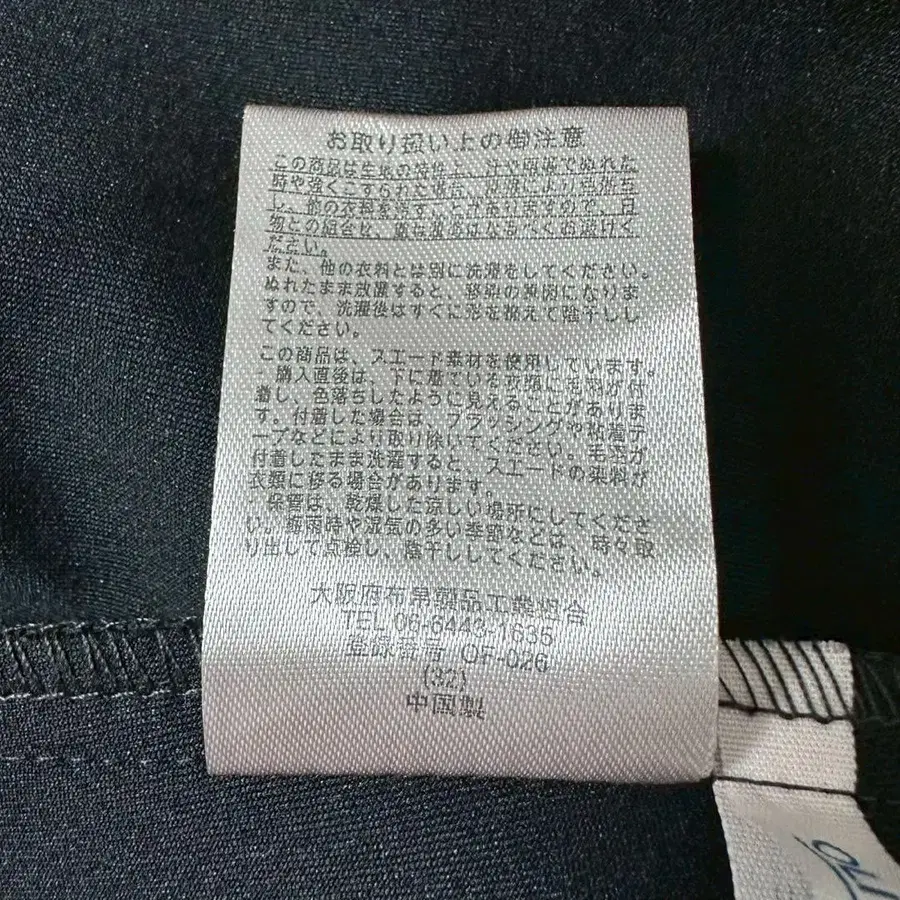 お取り扱い上の御注意
この商品は生地の特性上、汗や雨等でぬれた
時や強くこすられた場合、摩擦により色落ち
し、他の衣料を汚すことがありますので、白
物との組合せ、着用はなるべくお避けく
ださい。
また、他の衣料とは別に洗濯をしてください。
ぬれたまま放置すると、移染の原因になりま
すので、洗濯後はすぐに形を整えて陰干しし
てください。
この商品は、スエード素材を使用しています。
・購入直後は、下に着ている衣類に毛羽が付
着し、色落ちしたように見えることがありま
す。付着した場合は、ブラッシングや粘着テ
ープなどにより取り除いてください。毛羽が
付着したまま洗濯すると、スエードの染料が
衣類に移る場合があります。
・保管は、乾燥した涼しい場所にしてくださ
い。梅雨時や湿気の多い季節などは、時々取
り出して点検し、陰干ししてください。
大阪府布帛製品工業組合
TEL 06-6443-1635
登録番号 OF-026
(32)
中国製